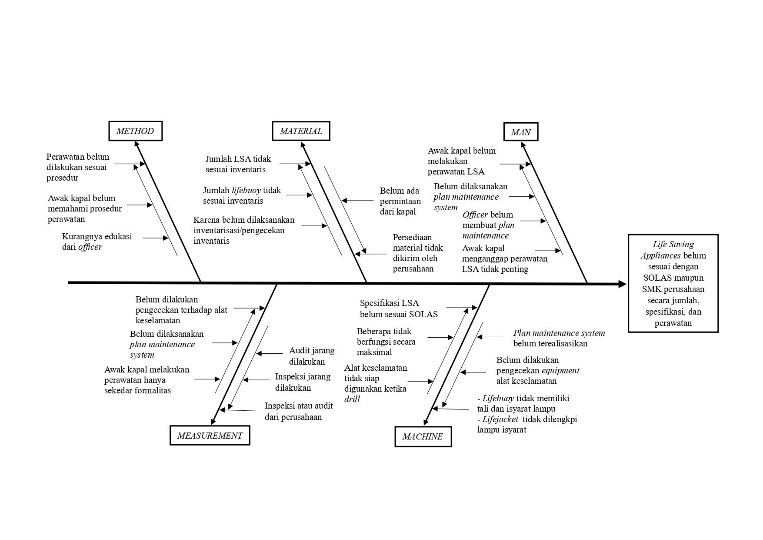 METHOD
Perawatan belum
dilakukan sesuai
prosedur
Awak kapal belum
memahami prosedur
perawatan
Kurangnya edukasi
dari officer
MATERIAL
Jumlah LSA tidak
sesuai inventaris
Jumlah lifebuoy tidak
sesuai inventaris
Karena belum dilaksanakan
inventarisasi/pengecekan
inventaris
Belum ada
permintaan
dari kapal
Persediaan
material tidak
dikirim oleh
perusahaan
MAN
Awak kapal belum
melakukan
perawatan LSA
Belum dilaksanakan
plan maintenance
system
Officer belum
membuat plan
maintenance
Awak kapal
menganggap perawatan
LSA tidak penting
Life Saving
Appliances belum
sesuai dengan
SOLAS maupun
SMK perusahaan
secara jumlah,
spesifikasi, dan
perawatan
Belum dilakukan
pengecekan terhadap alat
keselamatan
Belum dilaksanakan
plan maintenance
system
Awak kapal melakukan
perawatan hanya
sekedar formalitas
Audit jarang
dilakukan
Inspeksi jarang
dilakukan
Inspeksi atau audit
dari perusahaan
MEASUREMENT
Spesifikasi LSA
belum sesuai SOLAS
Beberapa tidak
berfungsi secara
maksimal
Alat keselamatan
tidak siap
digunakan ketika
drill
Plan maintenance system
belum terealisasikan
Belum dilakukan
pengecekan equipment
alat keselamatan
- Lifebuoy tidak memiliki
tali dan isyarat lampu
- Lifejacket tidak dilengkpi
lampu isyarat
MACHINE